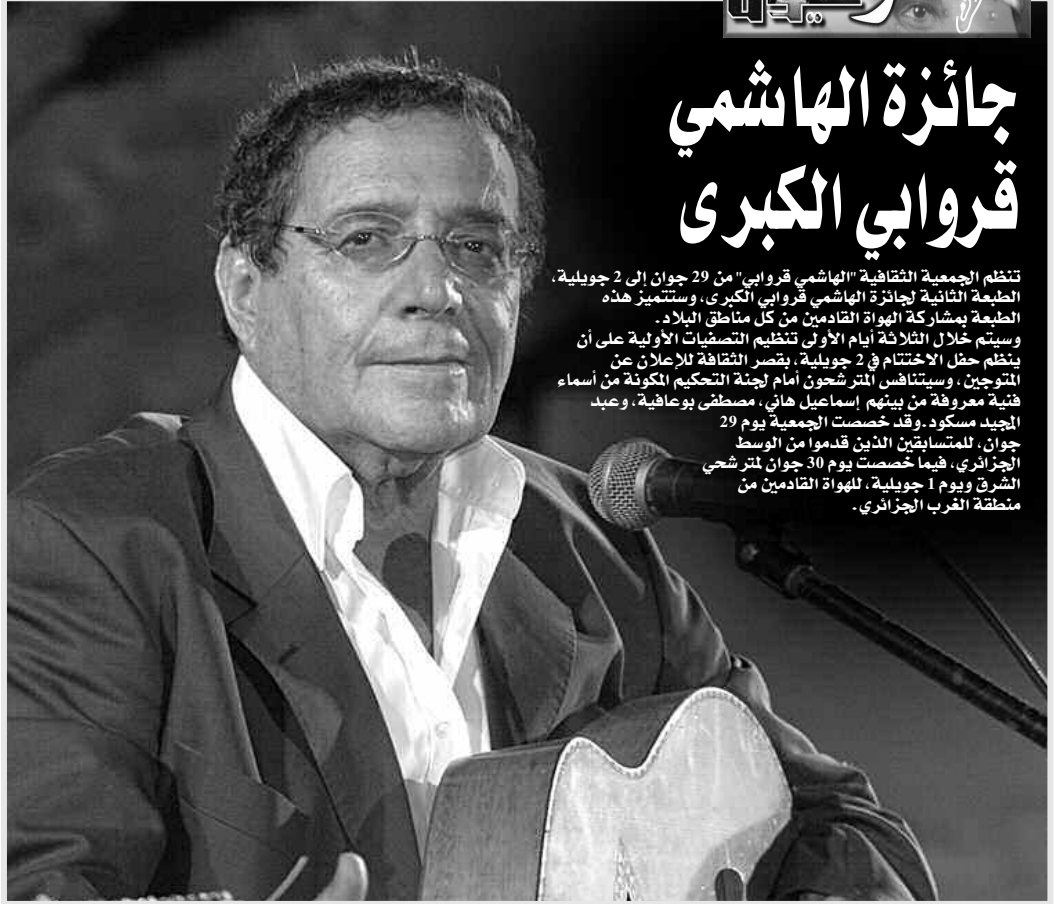 جائزة الهاشمي
قروابي الكبرى
تنظم الجمعية الثقافية "الهاشمي قروابي" من 29 جوان إلى 2 جويلية،
الطبعة الثانية لجائزة الهاشمي قروابي الكبرى، وستتميز هذه
الطبعة بمشاركة الهواة القادمين من كل مناطق البلاد.
وسيتم خلال الثلاثة أيام الأولى تنظيم التصفيات الأولية على أن
ينظم حفل الاختتام في 2 جويلية، بقصر الثقافة للإعلان عن
المتوجين، وسيتنافس المترشحون أمام لجنة التحكيم المكونة من أسماء
فنية معروفة من بينهم إسماعيل هاني، مصطفى بوعافية، وعبد
المجيد مسكود.وقد خصصت الجمعية يوم 29
جوان، للمتسابقين الذين قدموا من الوسط
الجزائري، فيما خصصت يوم 30 جوان لمترشحي
الشرق ويوم 1 جويلية، للهواة القادمين من
منطقة الغرب الجزائري.